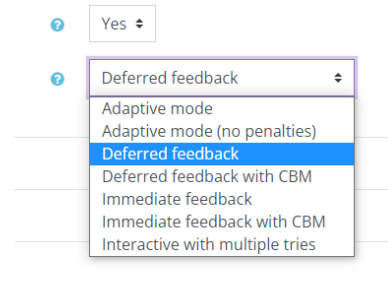 Yes
Deferred feedback
Adaptive mode
Adaptive mode (no penalties)
Deferred feedback
Deferred feedback with CBM
Immediate feedback
Immediate feedback with CBM
Interactive with multiple tries